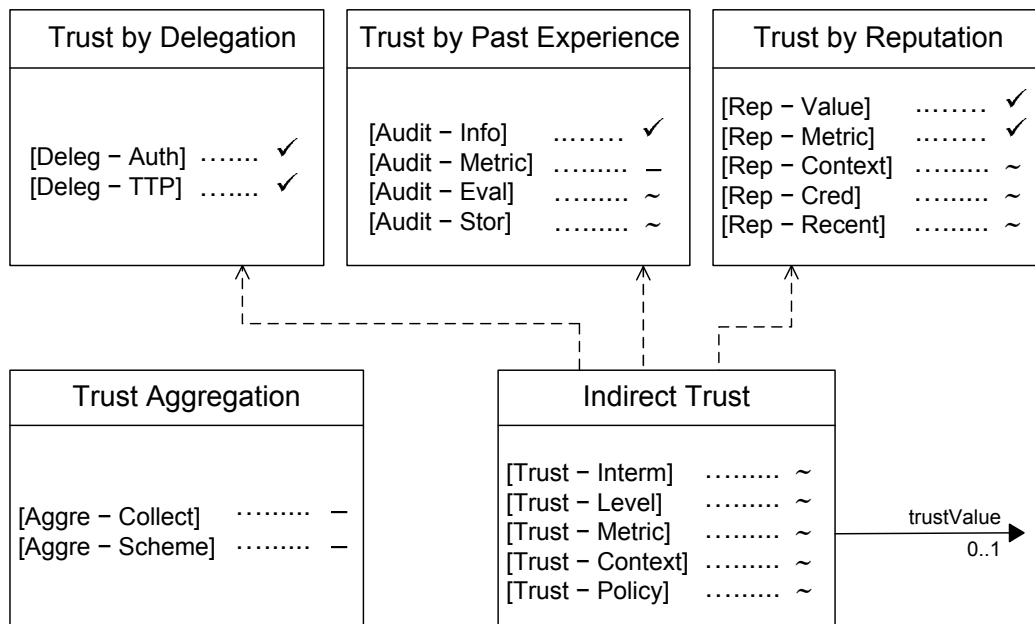 Trust by Delegation
[Deleg − Auth] ....... ✓
[Deleg − TTP] ....... ✓
Trust by Past Experience
[Audit − Info] ........ ✓
[Audit − Metric] ......... −
[Audit − Eval] ......... ~
[Audit − Stor] ......... ~
Trust by Reputation
[Rep − Value] ........ ✓
[Rep − Metric] ........ ✓
[Rep − Context] ......... ~
[Rep − Cred] ......... ~
[Rep − Recent] ......... ~
Trust Aggregation
[Aggre − Collect] ......... −
[Aggre − Scheme] ......... −
Indirect Trust
[Trust − Interm] ......... ~
[Trust − Level] ......... ~
[Trust − Metric] ......... ~
[Trust − Context] ......... ~
[Trust − Policy] ......... ~
trustValue
0..1